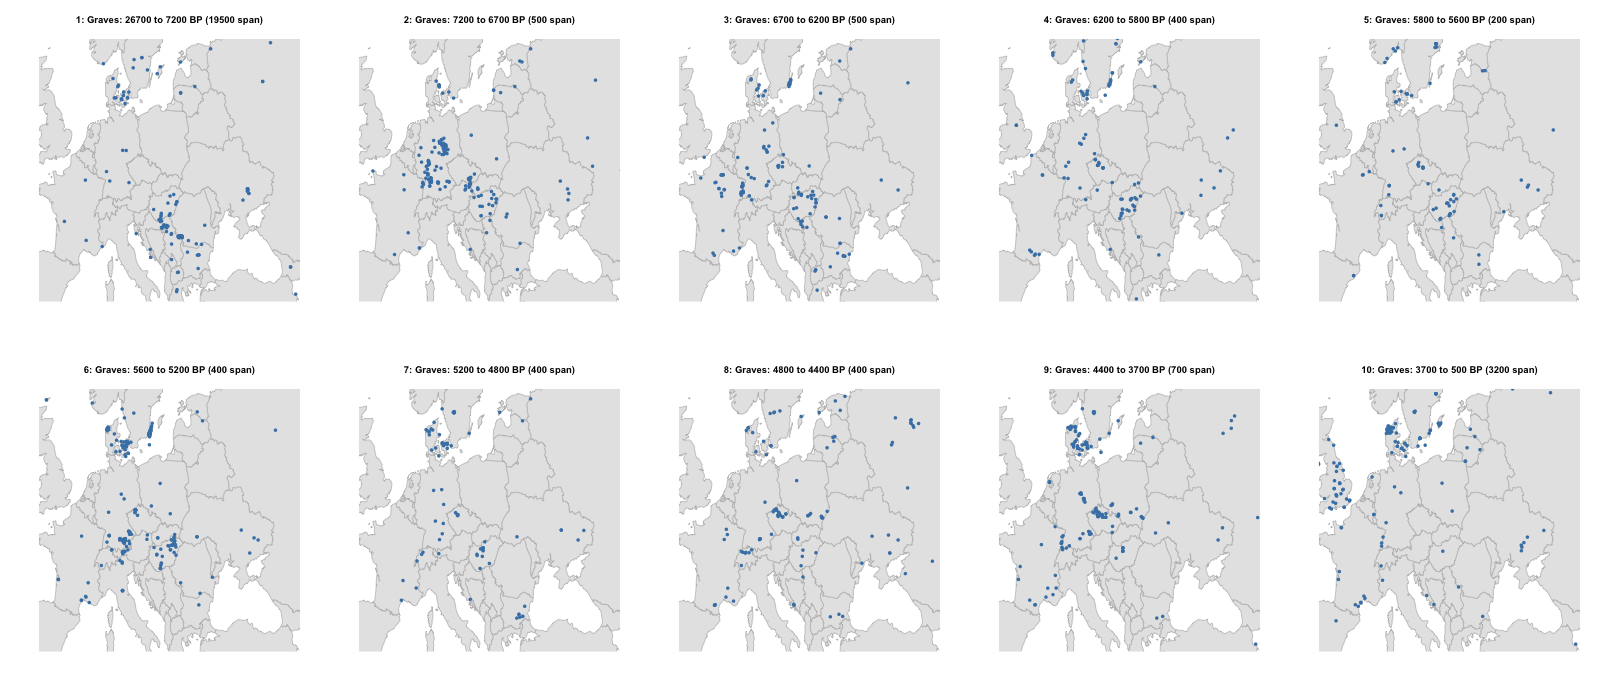 1: Graves: 26700 to 7200 BP (19500 span)
2: Graves: 7200 to 6700 BP (500 span)
3: Graves: 6700 to 6200 BP (500 span)
4: Graves: 6200 to 5800 BP (400 span)
5: Graves: 5800 to 5600 BP (200 span)
6: Graves: 5600 to 5200 BP (400 span)
7: Graves: 5200 to 4800 BP (400 span)
8: Graves: 4800 to 4400 BP (400 span)
9: Graves: 4400 to 3700 BP (700 span)
10: Graves: 3700 to 500 BP (3200 span)